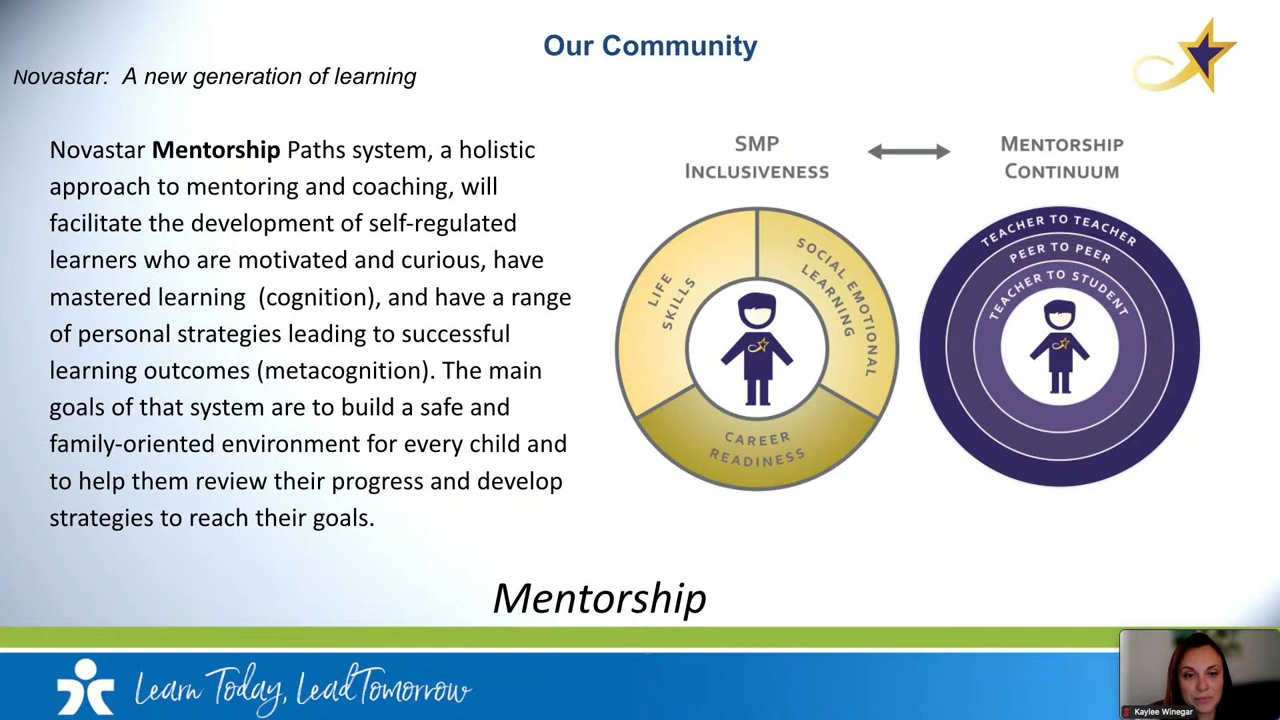 Our Community
Novastar: A new generation of learning
Novastar Mentorship Paths system, a holistic
approach to mentoring and coaching, will
facilitate the development of self-regulated
learners who are motivated and curious, have
mastered learning (cognition), and have a range
of personal strategies leading to successful
learning outcomes (metacognition). The main
goals of that system are to build a safe and
family-oriented environment for every child and
to help them review their progress and develop
strategies to reach their goals.
SMP
INCLUSIVENESS
MENTORSHIP
CONTINUUM
LIFE
SKILLS
SOCIAL EMOTIONAL
LEARNING
CAREER
READINESS
TEACHER TO TEACHER
PEER TO PEER
TEACHER TO STUDENT
Mentorship
Learn Today, Lead Tomorrow
Kaylee Winegar